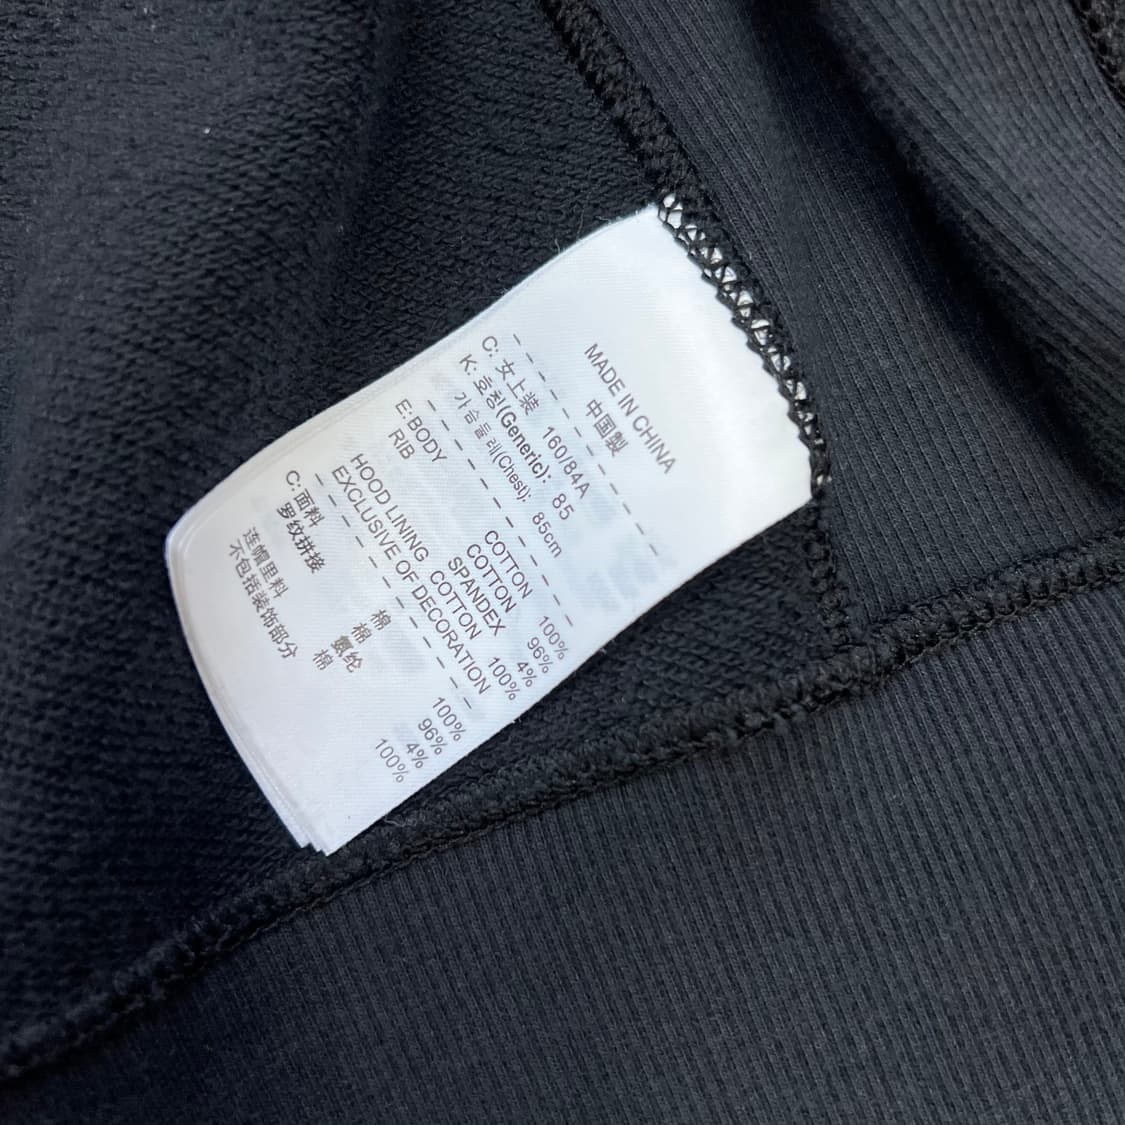 MADE IN CHINA
中国製
C: 女上装 160/84A
K: 호칭(Generic): 85
가슴둘레(Chest): 85cm
E: BODY COTTON 100%
RIB COTTON 96%
SPANDEX 4%
HOOD LINING COTTON 100%
EXCLUSIVE OF DECORATION
C: 面料 棉 100%
罗纹拼接 棉 96%
氨纶 4%
连帽里料 棉 100%
不包括装饰部分